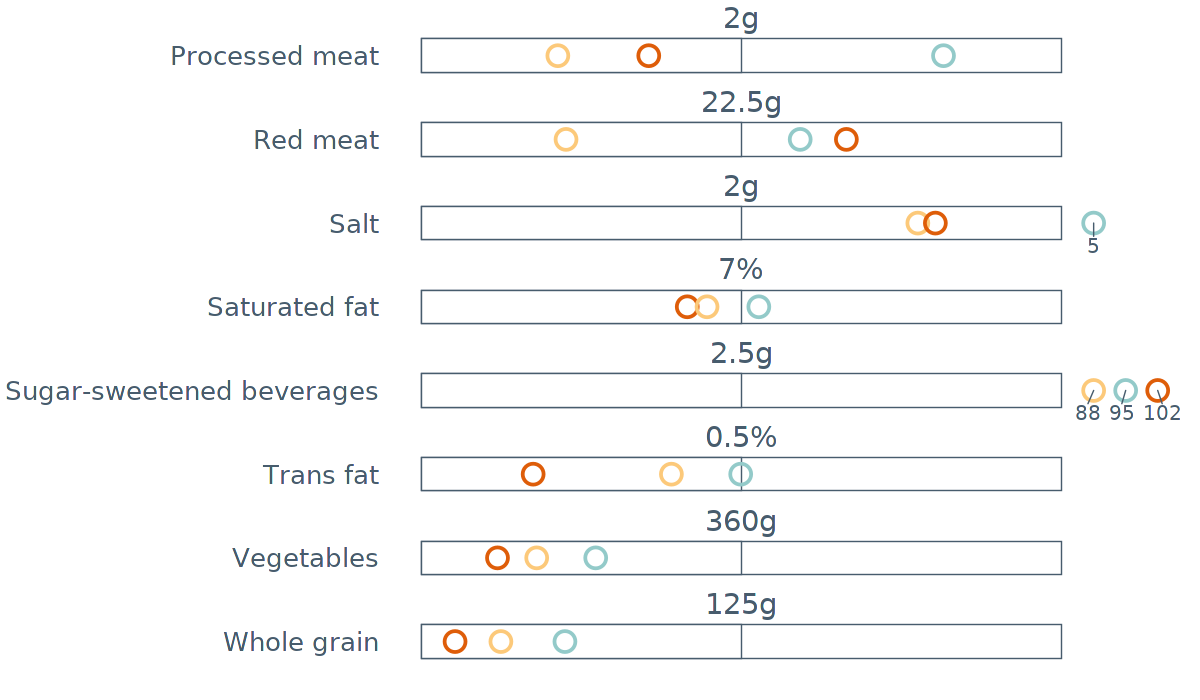 2g
Processed meat
22.5g
Red meat
2g
Salt
5
7%
Saturated fat
2.5g
Sugar-sweetened beverages
88 95 102
0.5%
Trans fat
360g
Vegetables
125g
Whole grain